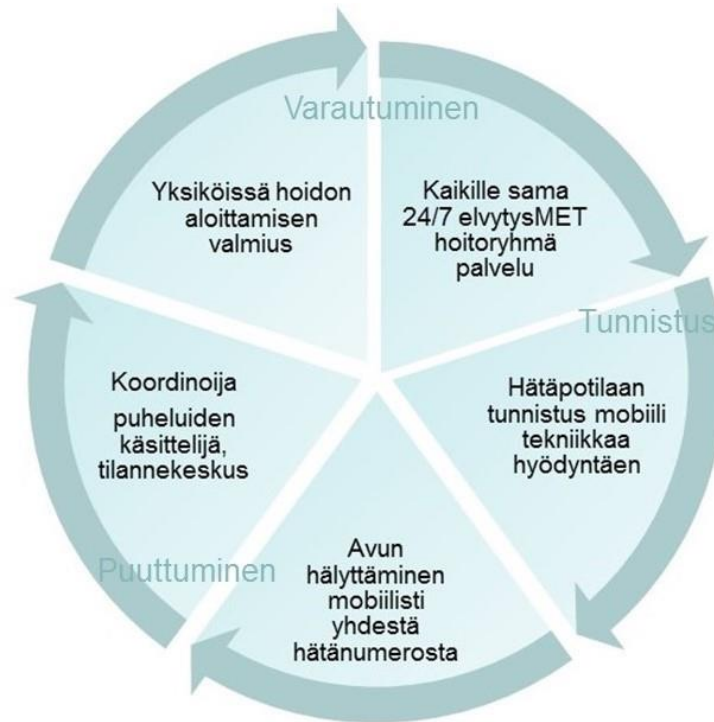 Varautuminen
Kaikille sama
24/7 elvytysMET
hoitoryhmä
palvelu
Tunnistus
Hätäpotilaan
tunnistus mobiili
tekniikkaa
hyödyntäen
Avun
hälyttäminen
mobiilisti
yhdestä
hätänumerosta
Puuttuminen
Koordinoija
puheluiden
käsittelijä,
tilannekeskus
Yksiköissä hoidon
aloittamisen
valmius